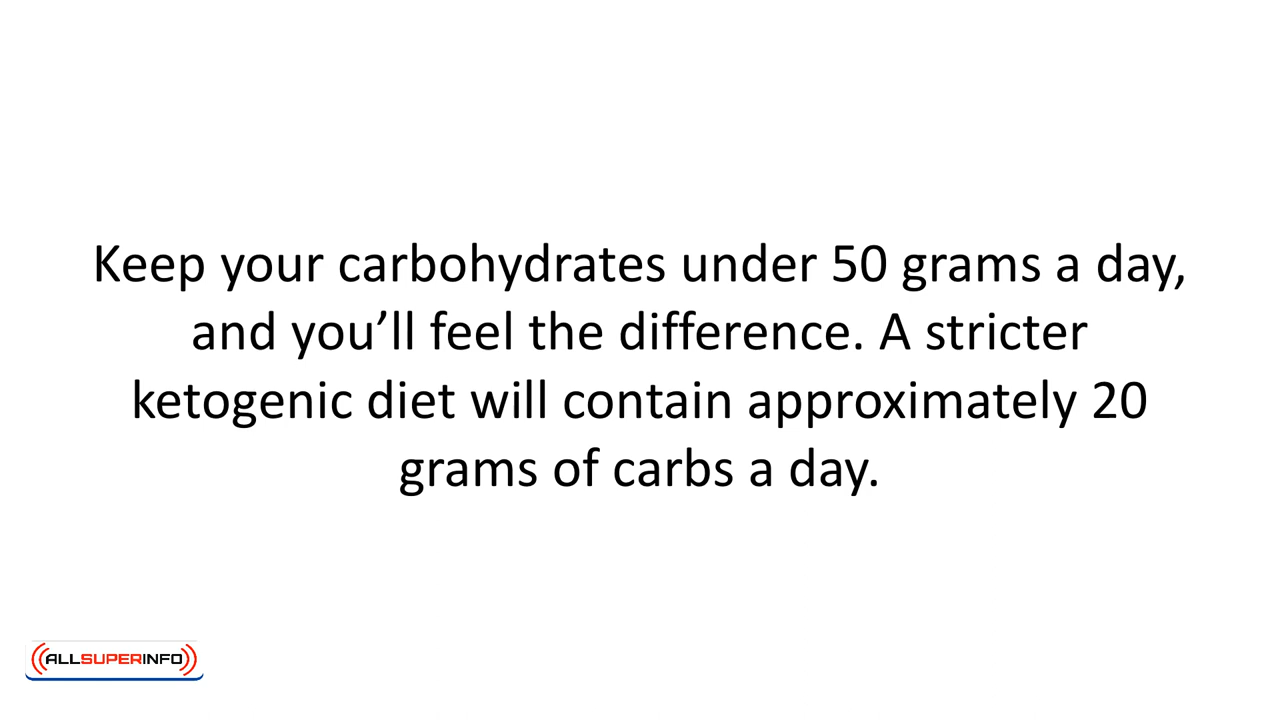 Keep your carbohydrates under 50 grams a day,
and you’ll feel the difference. A stricter
ketogenic diet will contain approximately 20
grams of carbs a day.
ALLSUPERINFO